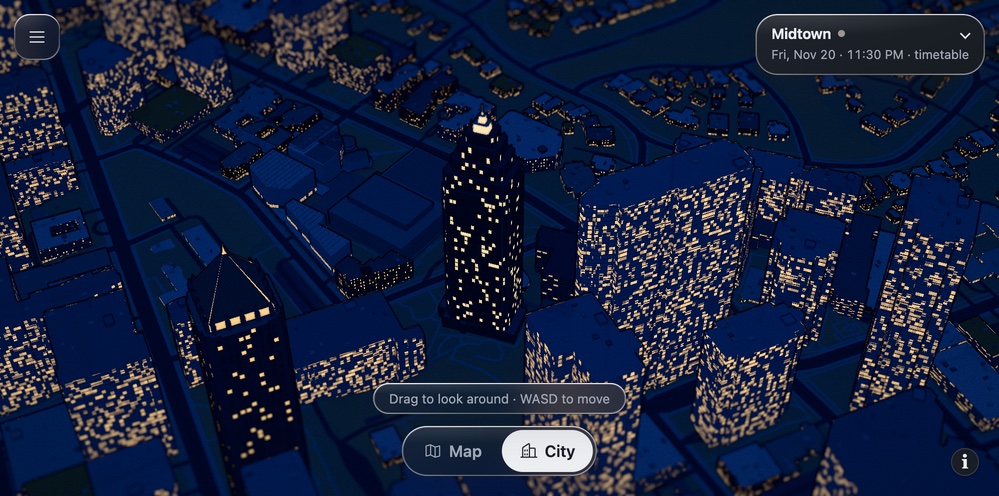 Midtown
Fri, Nov 20 · 11:30 PM · timetable
Drag to look around · WASD to move
Map
City